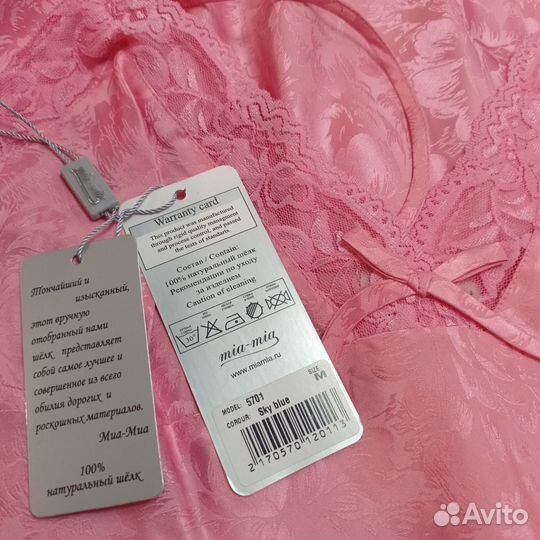 Тончайший и
изысканный,
этот вручную
отобранный нами
шёлк представляет
собой самое лучшее и
совершенное из всего
обилия дорогих и
роскошных материалов.
Миа-Миа
100%
натуральный шёлк
Warranty card
This product was manufactured
through rigid quality managment
and process control, and passed
the tests of standarts.
Состав / Contain:
100% натуральный шёлк
Рекомендации по уходу
за изделием
Caution of cleaning
30°
mia-mia
www.miamia.ru
MODEL: 5701
COROUR: Sky blue
SIZE
M
2170570120113
Avito